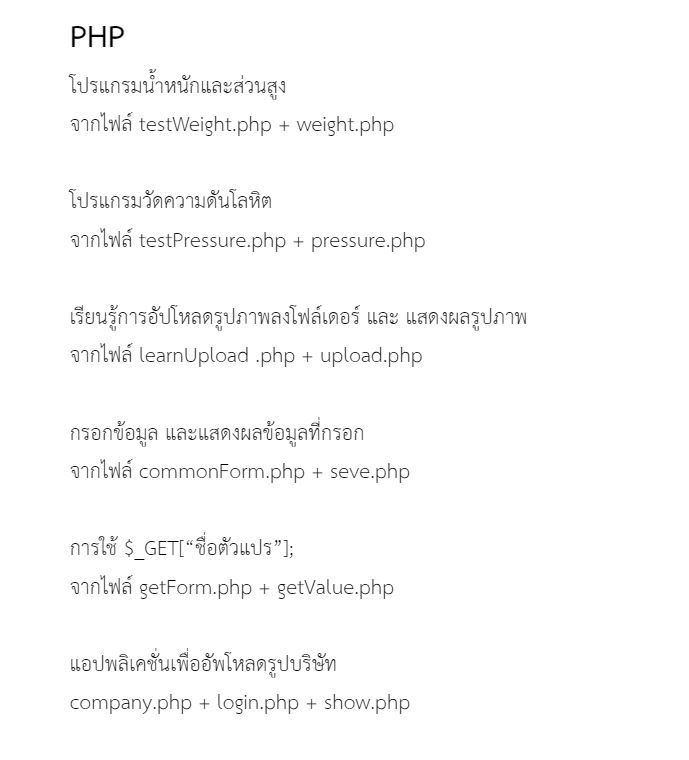 PHP
โปรแกรมน้ำหนักและส่วนสูง
จากไฟล์ testWeight.php + weight.php
โปรแกรมวัดความดันโลหิต
จากไฟล์ testPressure.php + pressure.php
เรียนรู้การอัปโหลดรูปภาพลงโฟล์เดอร์ และ แสดงผลรูปภาพ
จากไฟล์ learnUpload .php + upload.php
กรอกข้อมูล และแสดงผลข้อมูลที่กรอก
จากไฟล์ commonForm.php + seve.php
การใช้ $_GET[“ชื่อตัวแปร”];
จากไฟล์ getForm.php + getValue.php
แอปพลิเคชั่นเพื่ออัพโหลดรูปบริษัท
company.php + login.php + show.php